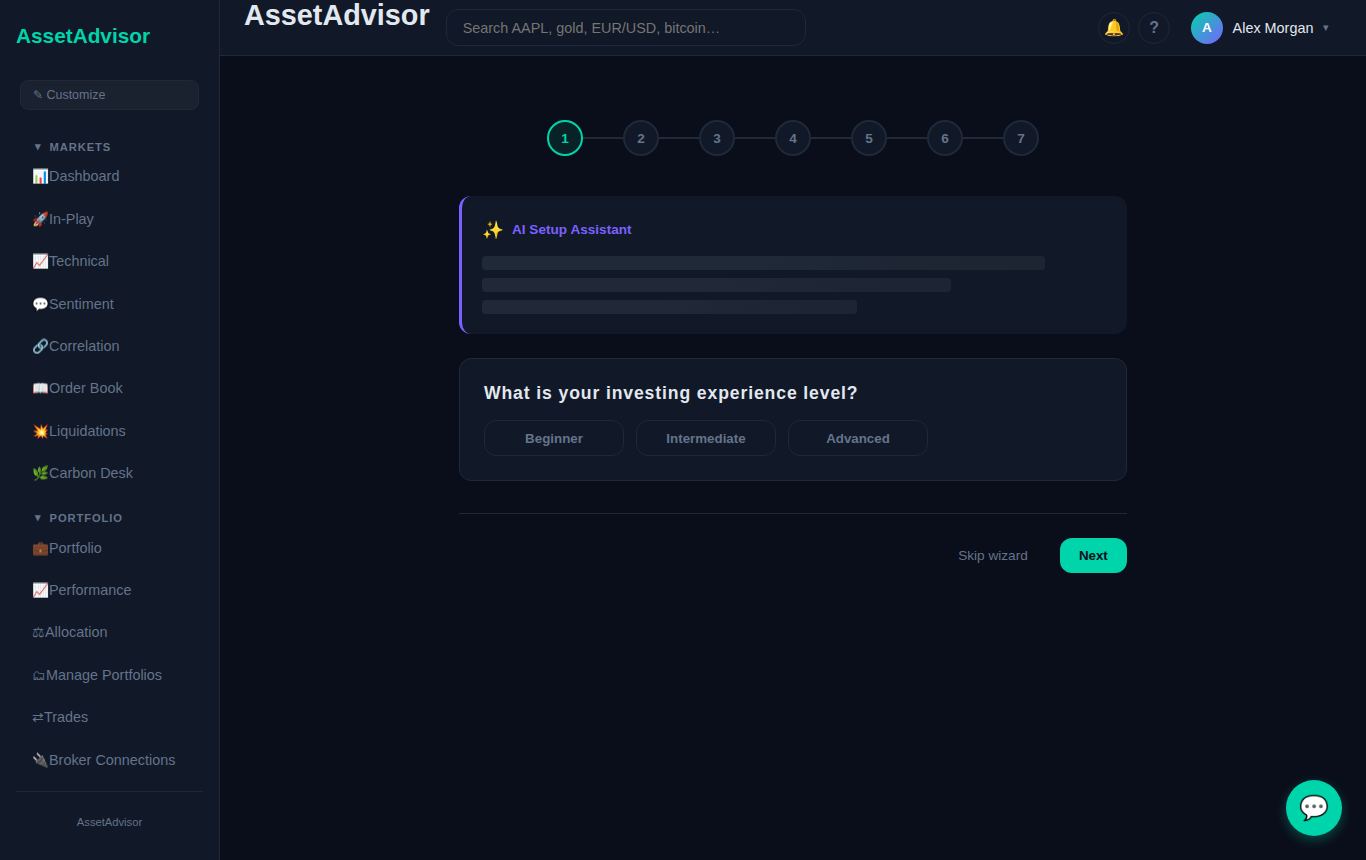 AssetAdvisor
✎ Customize
▼ MARKETS
Dashboard
In-Play
Technical
Sentiment
Correlation
Order Book
Liquidations
Carbon Desk
▼ PORTFOLIO
Portfolio
Performance
Allocation
Manage Portfolios
Trades
Broker Connections
AssetAdvisor
AssetAdvisor
Search AAPL, gold, EUR/USD, bitcoin…
?
A
Alex Morgan ▼
1 2 3 4 5 6 7
AI Setup Assistant
What is your investing experience level?
Beginner Intermediate Advanced
Skip wizard Next